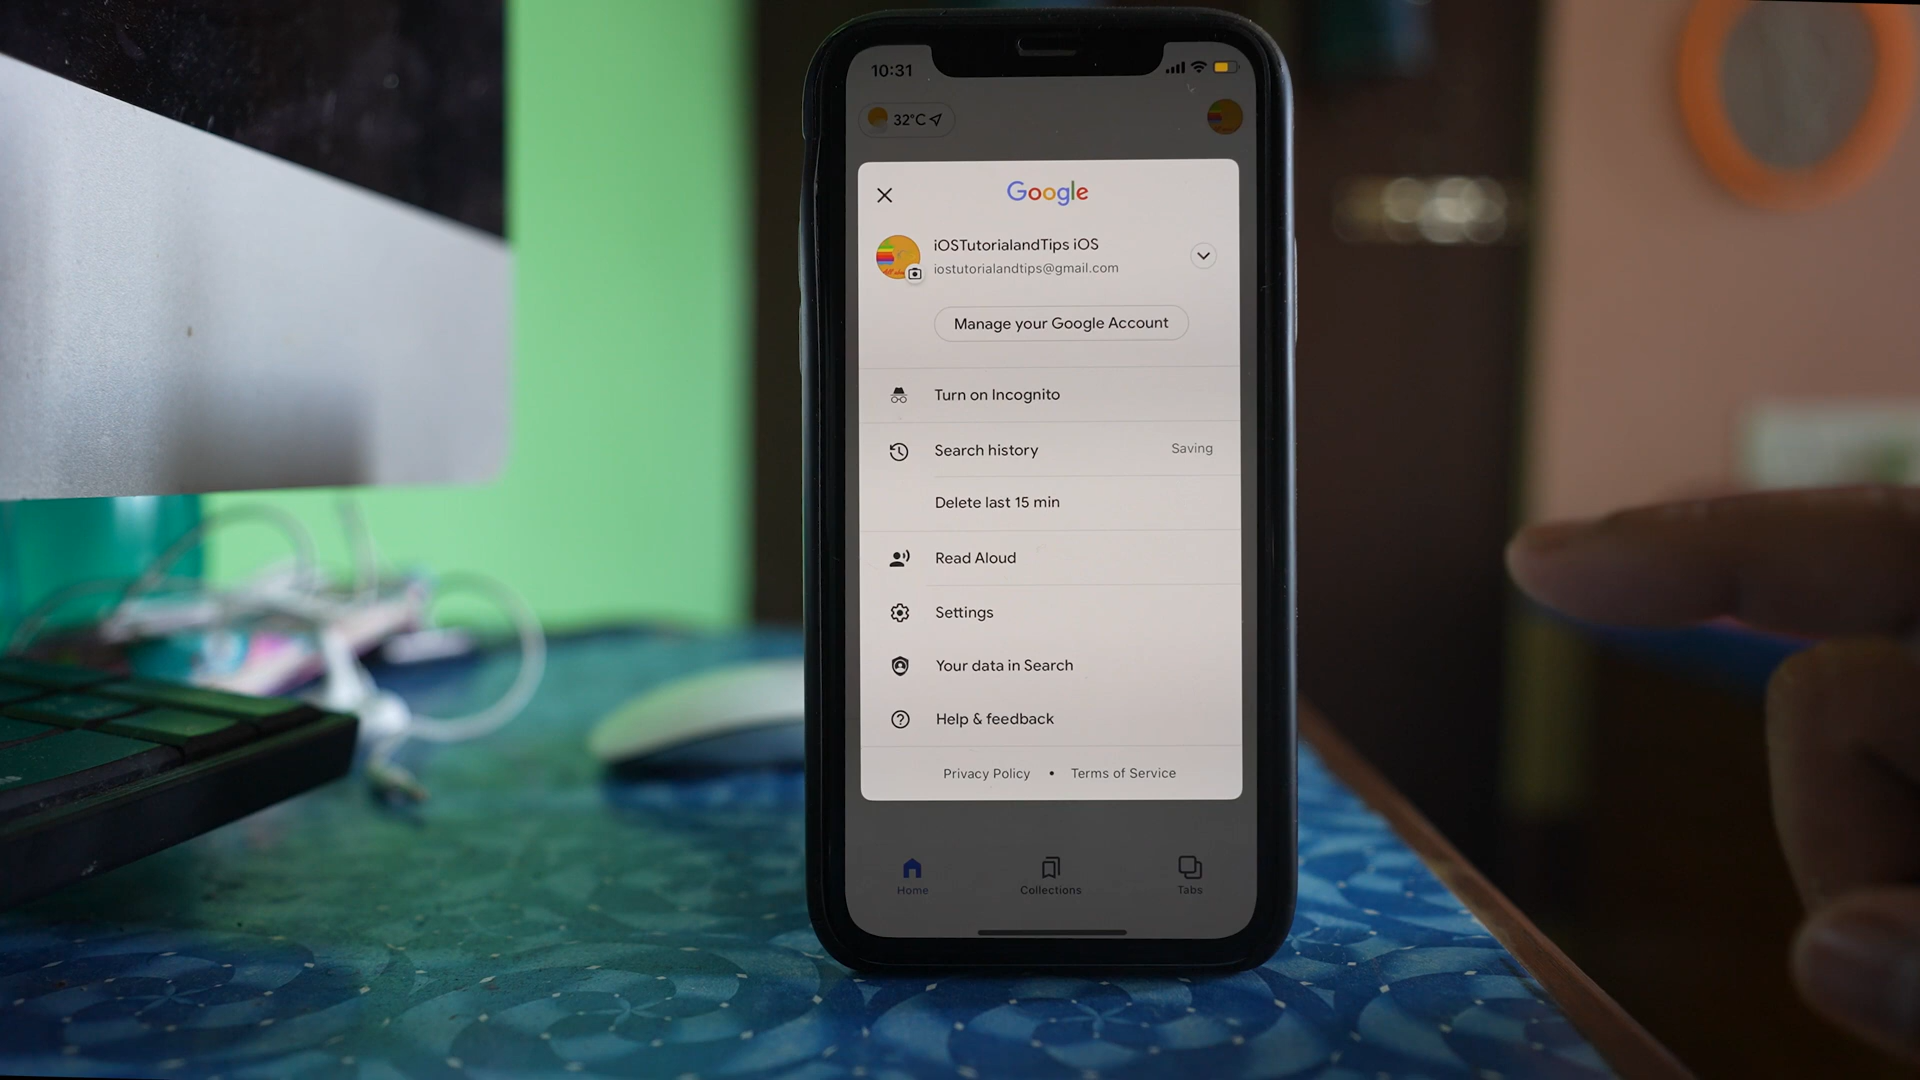 10:31
32°C
Google
iOSTutorialandTips iOS
iostutorialandtips@gmail.com
Manage your Google Account
Turn on Incognito
Search history Saving
Delete last 15 min
Read Aloud
Settings
Your data in Search
Help & feedback
Privacy Policy • Terms of Service
Home Collections Tabs